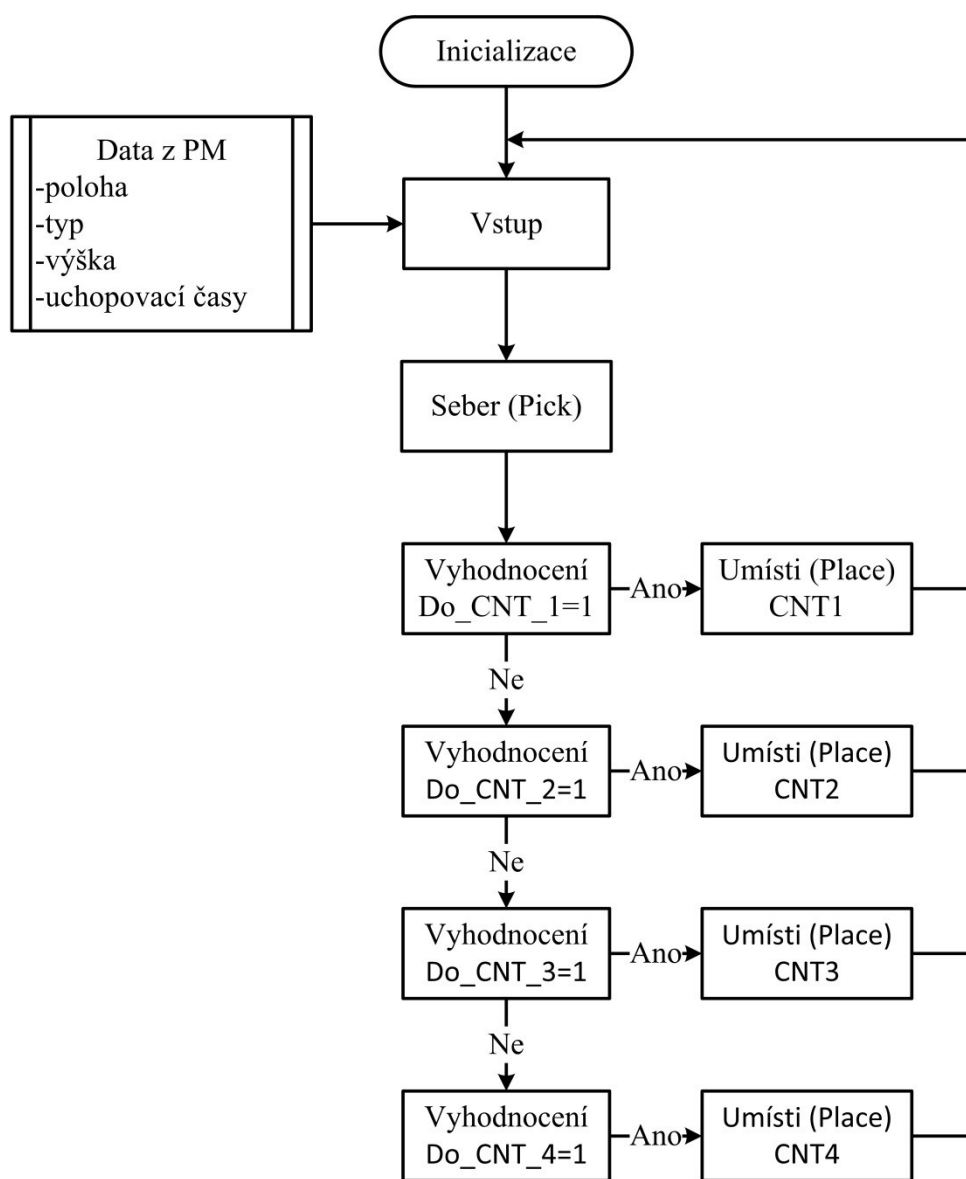 Inicializace
Data z PM
-poloha
-typ
-výška
-uchopovací časy
Vstup
Seber (Pick)
Vyhodnocení
Do_CNT_1=1
Ano
Umísti (Place)
CNT1
Ne
Vyhodnocení
Do_CNT_2=1
Ano
Umísti (Place)
CNT2
Ne
Vyhodnocení
Do_CNT_3=1
Ano
Umísti (Place)
CNT3
Ne
Vyhodnocení
Do_CNT_4=1
Ano
Umísti (Place)
CNT4